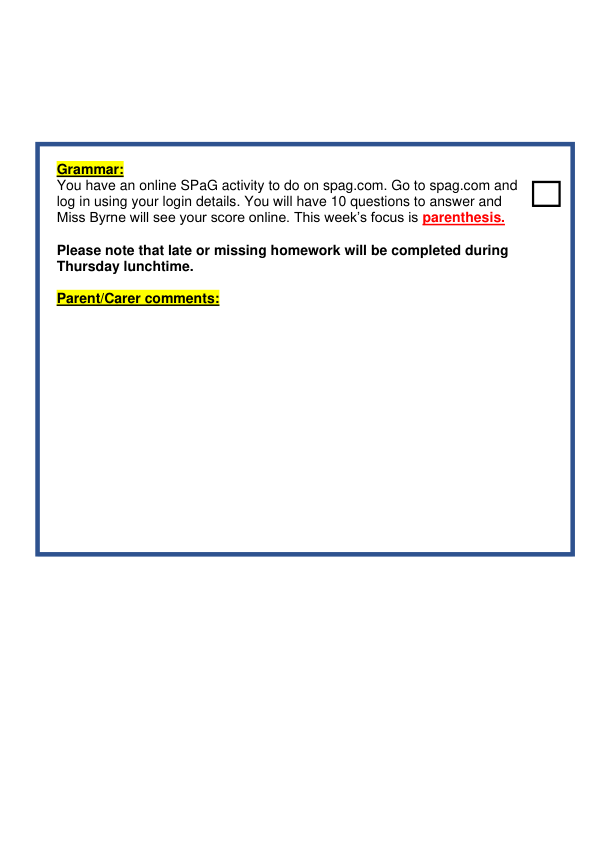 Grammar:
You have an online SPaG activity to do on spag.com. Go to spag.com and
log in using your login details. You will have 10 questions to answer and
Miss Byrne will see your score online. This week’s focus is parenthesis.
Please note that late or missing homework will be completed during
Thursday lunchtime.
Parent/Carer comments: